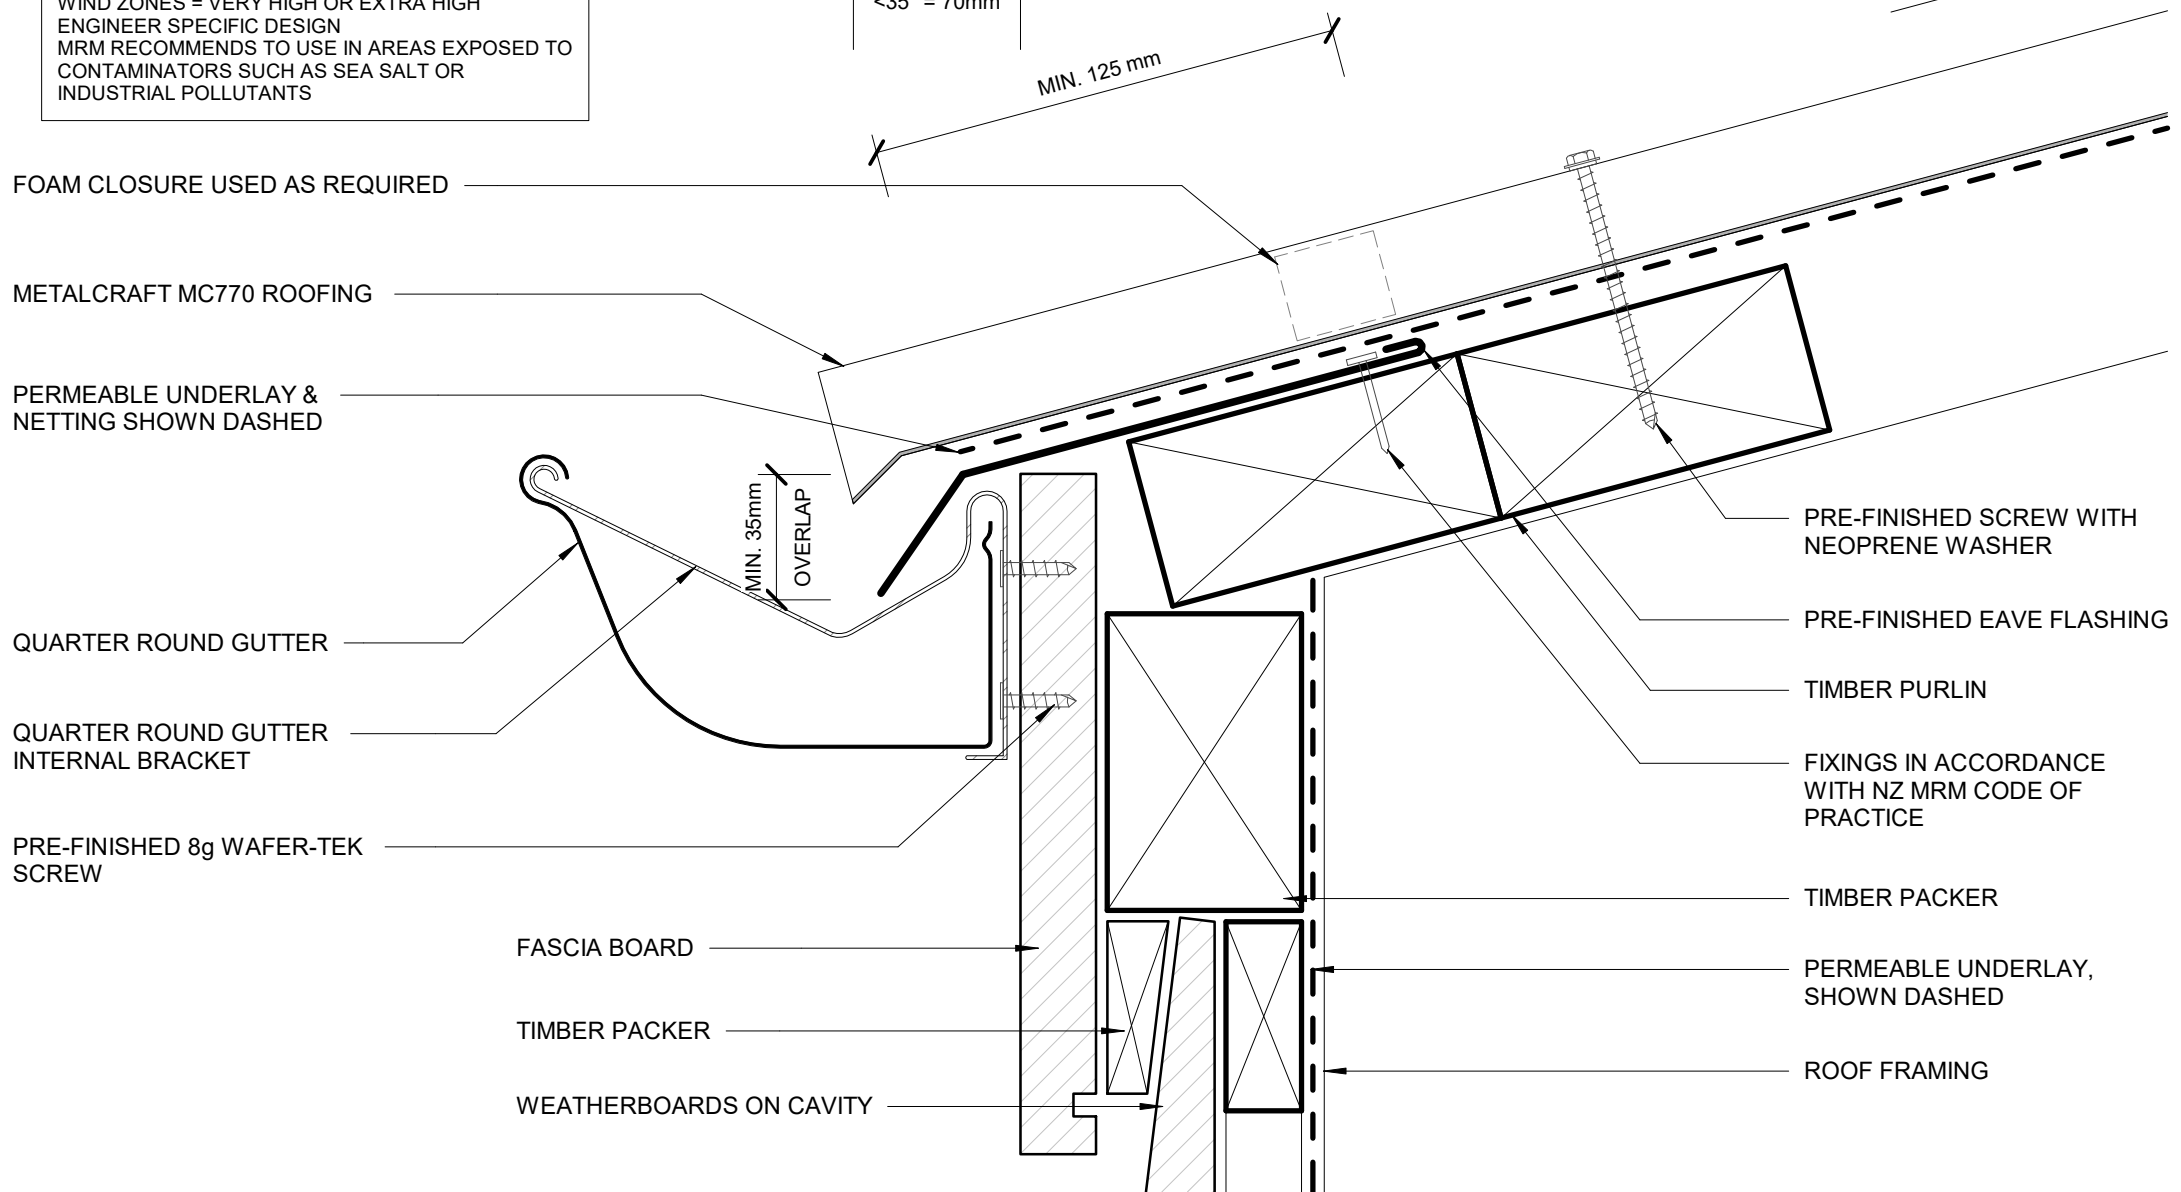 WIND ZONES = VERY HIGH OR EXTRA HIGH
ENGINEER SPECIFIC DESIGN
MRM RECOMMENDS TO USE IN AREAS EXPOSED TO
CONTAMINATORS SUCH AS SEA SALT OR
INDUSTRIAL POLLUTANTS
<35° = 70mm
MIN. 125 mm
FOAM CLOSURE USED AS REQUIRED
METALCRAFT MC770 ROOFING
PERMEABLE UNDERLAY &
NETTING SHOWN DASHED
MIN. 35mm
OVERLAP
QUARTER ROUND GUTTER
QUARTER ROUND GUTTER
INTERNAL BRACKET
PRE-FINISHED 8g WAFER-TEK
SCREW
FASCIA BOARD
TIMBER PACKER
WEATHERBOARDS ON CAVITY
PRE-FINISHED SCREW WITH
NEOPRENE WASHER
PRE-FINISHED EAVE FLASHING
TIMBER PURLIN
FIXINGS IN ACCORDANCE
WITH NZ MRM CODE OF
PRACTICE
TIMBER PACKER
PERMEABLE UNDERLAY,
SHOWN DASHED
ROOF FRAMING